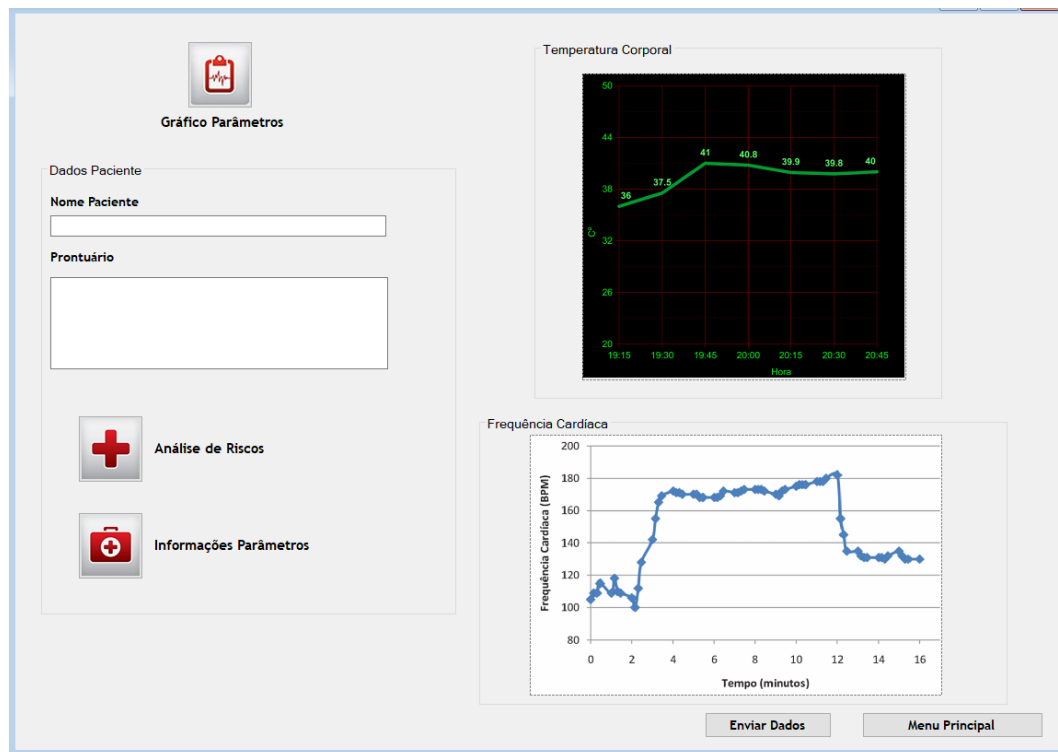 Gráfico Parâmetros
Dados Paciente
Nome Paciente
Prontuário
Análise de Riscos
Informações Parâmetros
Temperatura Corporal
50
44
38
32
26
20
C°
36
37.5
41
40.8
39.9
39.8
40
19:15 19:30 19:45 20:00 20:15 20:30 20:45
Hora
Frequência Cardíaca
Frequência Cardíaca (BPM)
200
180
160
140
120
100
80
0 2 4 6 8 10 12 14 16
Tempo (minutos)
Enviar Dados Menu Principal